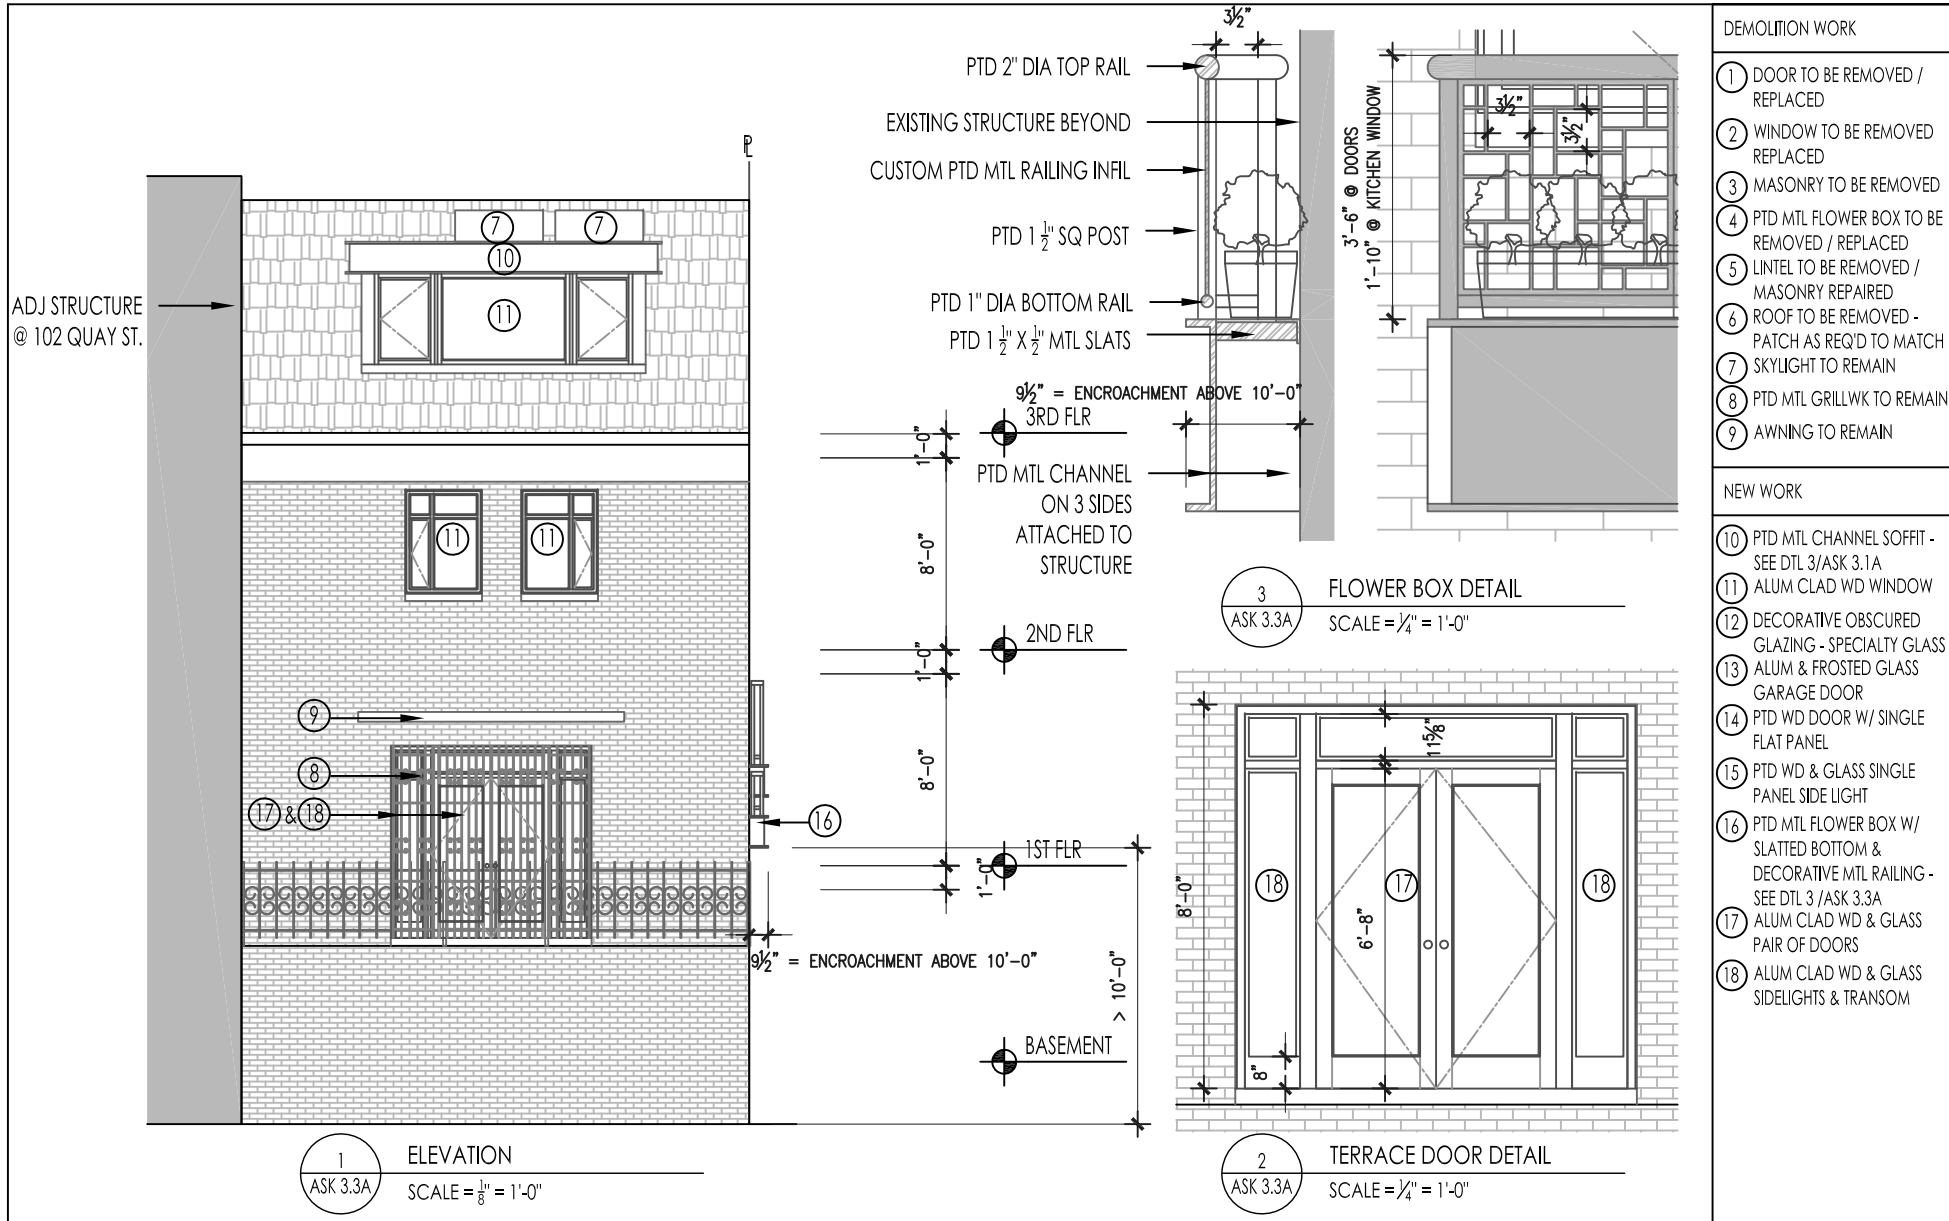 ADJ STRUCTURE
@ 102 QUAY ST.
℄
7
7
10
11
11
11
9
8
17 & 18
16
3RD FLR
1'-0"
8'-0"
2ND FLR
1'-0"
8'-0"
1ST FLR
1'-0"
9½" = ENCROACHMENT ABOVE 10'-0"
> 10'-0"
BASEMENT
1
ASK 3.3A
ELEVATION
SCALE = ⅛" = 1'-0"
3½"
PTD 2" DIA TOP RAIL
EXISTING STRUCTURE BEYOND
CUSTOM PTD MTL RAILING INFIL
PTD 1 ½" SQ POST
PTD 1" DIA BOTTOM RAIL
PTD 1 ½" X ½" MTL SLATS
9½" = ENCROACHMENT ABOVE 10'-0"
PTD MTL CHANNEL
ON 3 SIDES
ATTACHED TO
STRUCTURE
3'-6" @ DOORS
1'-10" @ KITCHEN WINDOW
3½"
3½"
3
ASK 3.3A
FLOWER BOX DETAIL
SCALE = ¼" = 1'-0"
11⅝"
8'-0"
6'-8"
8"
18
17
18
2
ASK 3.3A
TERRACE DOOR DETAIL
SCALE = ¼" = 1'-0"
DEMOLITION WORK
1 DOOR TO BE REMOVED /
REPLACED
2 WINDOW TO BE REMOVED
REPLACED
3 MASONRY TO BE REMOVED
4 PTD MTL FLOWER BOX TO BE
REMOVED / REPLACED
5 LINTEL TO BE REMOVED /
MASONRY REPAIRED
6 ROOF TO BE REMOVED -
PATCH AS REQ'D TO MATCH
7 SKYLIGHT TO REMAIN
8 PTD MTL GRILLWK TO REMAIN
9 AWNING TO REMAIN
NEW WORK
10 PTD MTL CHANNEL SOFFIT -
SEE DTL 3/ASK 3.1A
11 ALUM CLAD WD WINDOW
12 DECORATIVE OBSCURED
GLAZING - SPECIALTY GLASS
13 ALUM & FROSTED GLASS
GARAGE DOOR
14 PTD WD DOOR W/ SINGLE
FLAT PANEL
15 PTD WD & GLASS SINGLE
PANEL SIDE LIGHT
16 PTD MTL FLOWER BOX W/
SLATTED BOTTOM &
DECORATIVE MTL RAILING -
SEE DTL 3 /ASK 3.3A
17 ALUM CLAD WD & GLASS
PAIR OF DOORS
18 ALUM CLAD WD & GLASS
SIDELIGHTS & TRANSOM